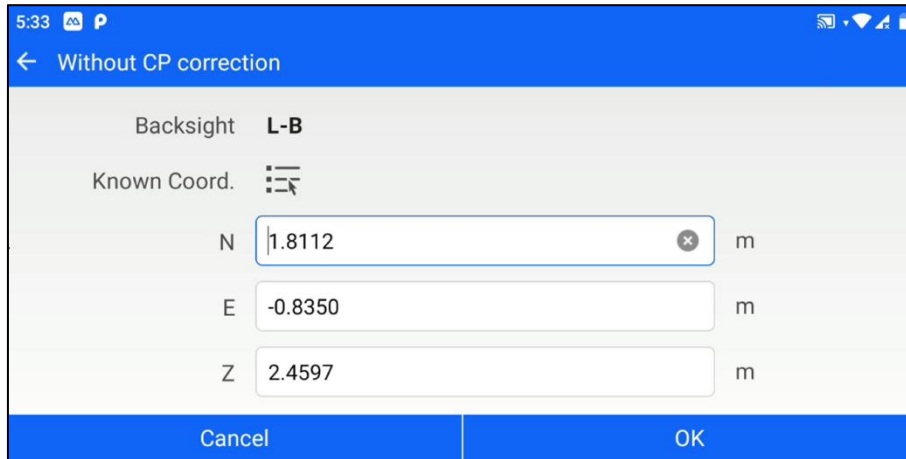 5:33
Without CP correction
Backsight L-B
Known Coord.
N 1.8112 m
E -0.8350 m
Z 2.4597 m
Cancel OK